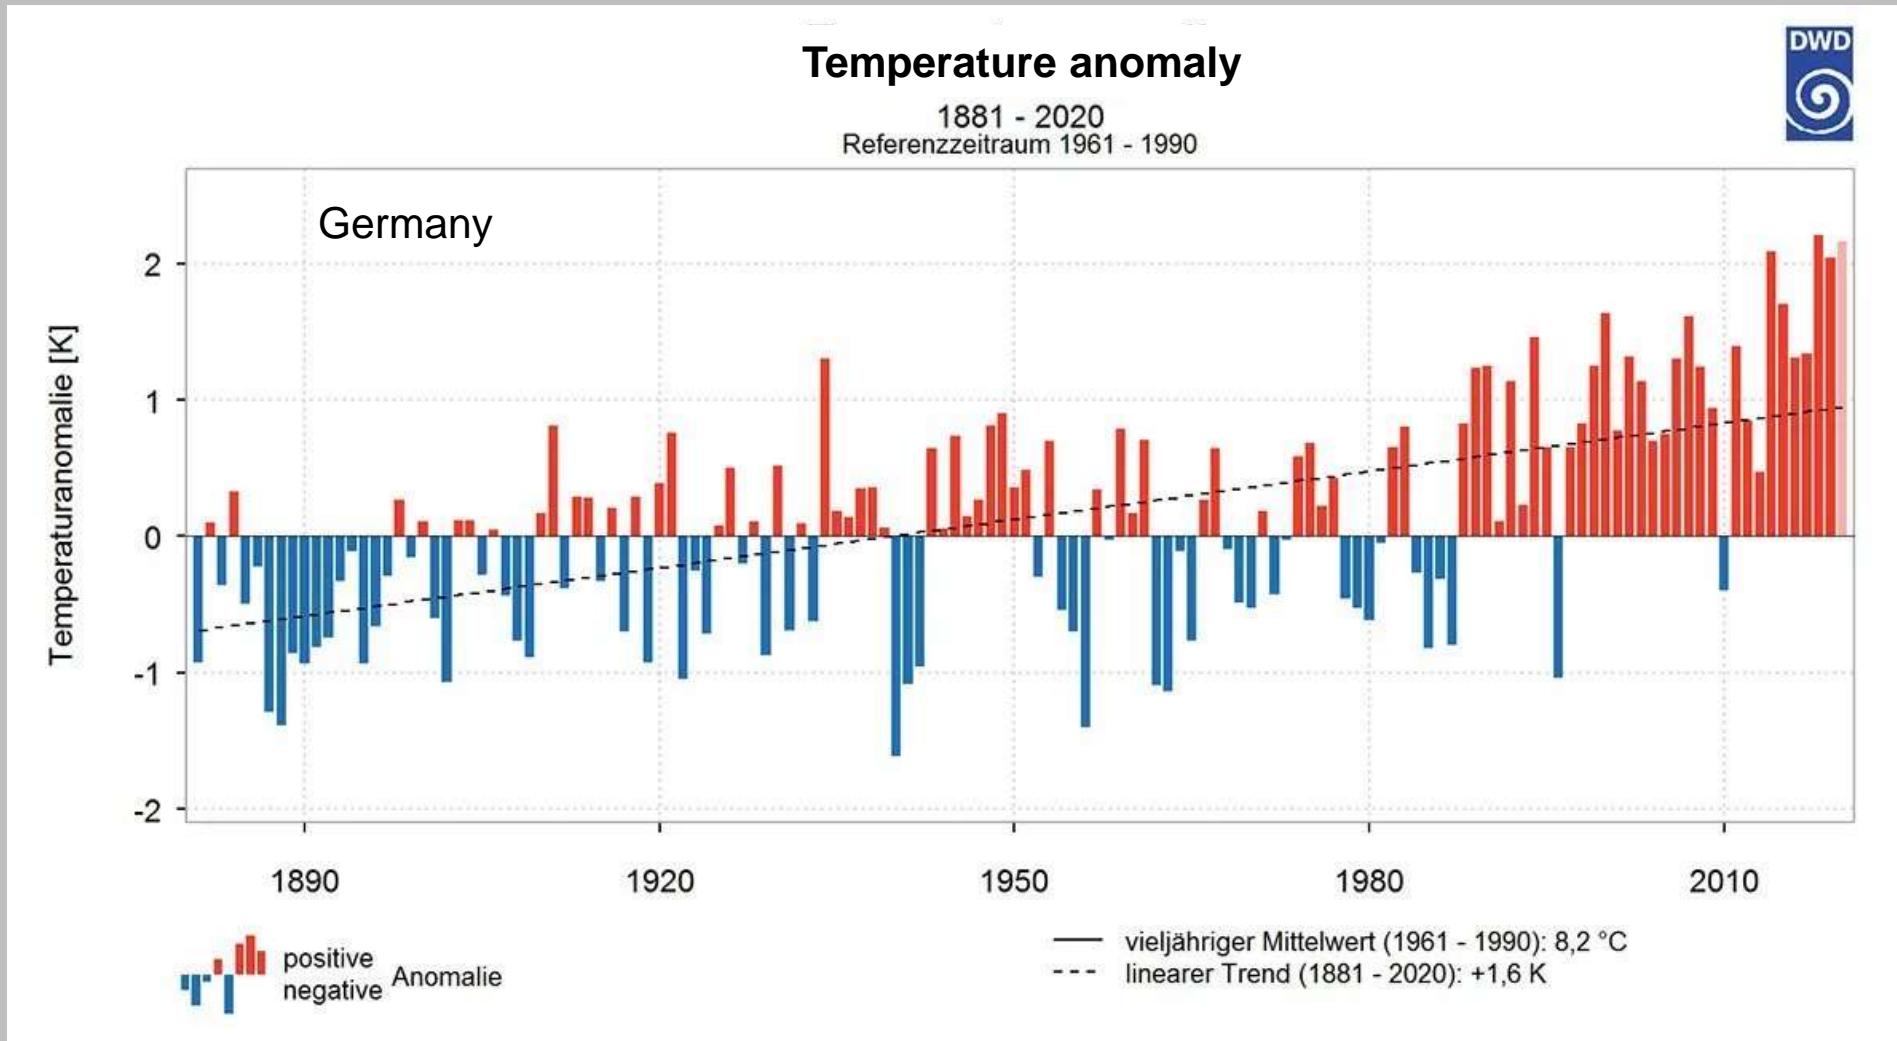 Temperature anomaly
DWD
1881 - 2020
Referenzzeitraum 1961 - 1990
Germany
Temperaturanomalie [K]
2
1
0
-1
-2
1890
1920
1950
1980
2010
positive
negative
Anomalie
vieljähriger Mittelwert (1961 - 1990): 8,2 °C
linearer Trend (1881 - 2020): +1,6 K